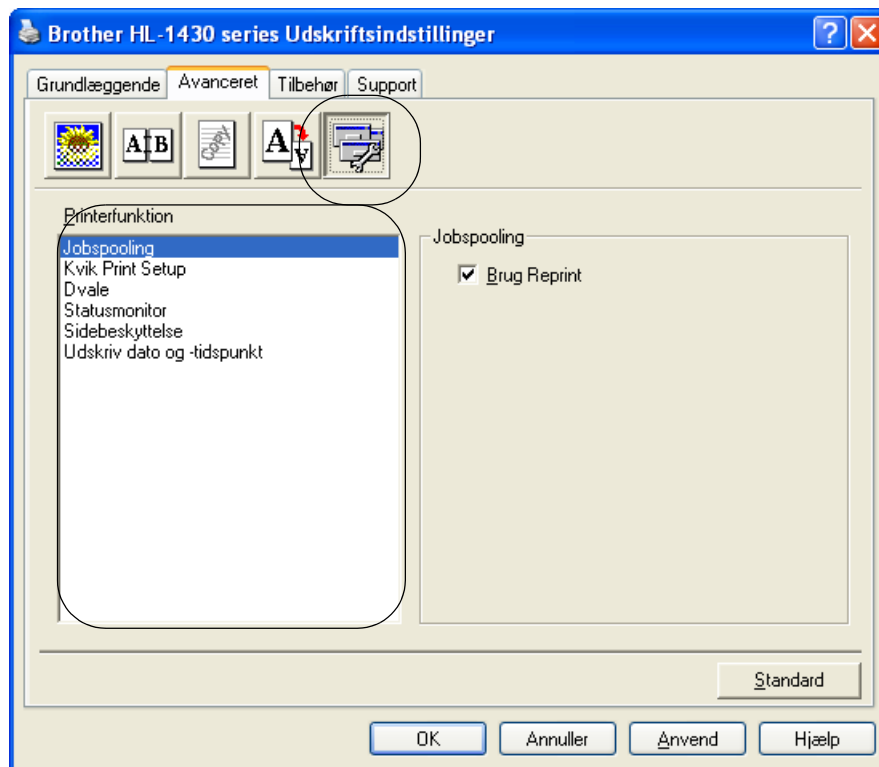 Brother HL-1430 series Udskriftsindstillinger
Grundlæggende Avanceret Tilbehør Support
A B Copy A A
Printerfunktion
Jobspooling
Kvik Print Setup
Dvale
Statusmonitor
Sidebeskyttelse
Udskriv dato og -tidspunkt
Jobspooling
Brug Reprint
Standard
OK Annuller Anvend Hjælp